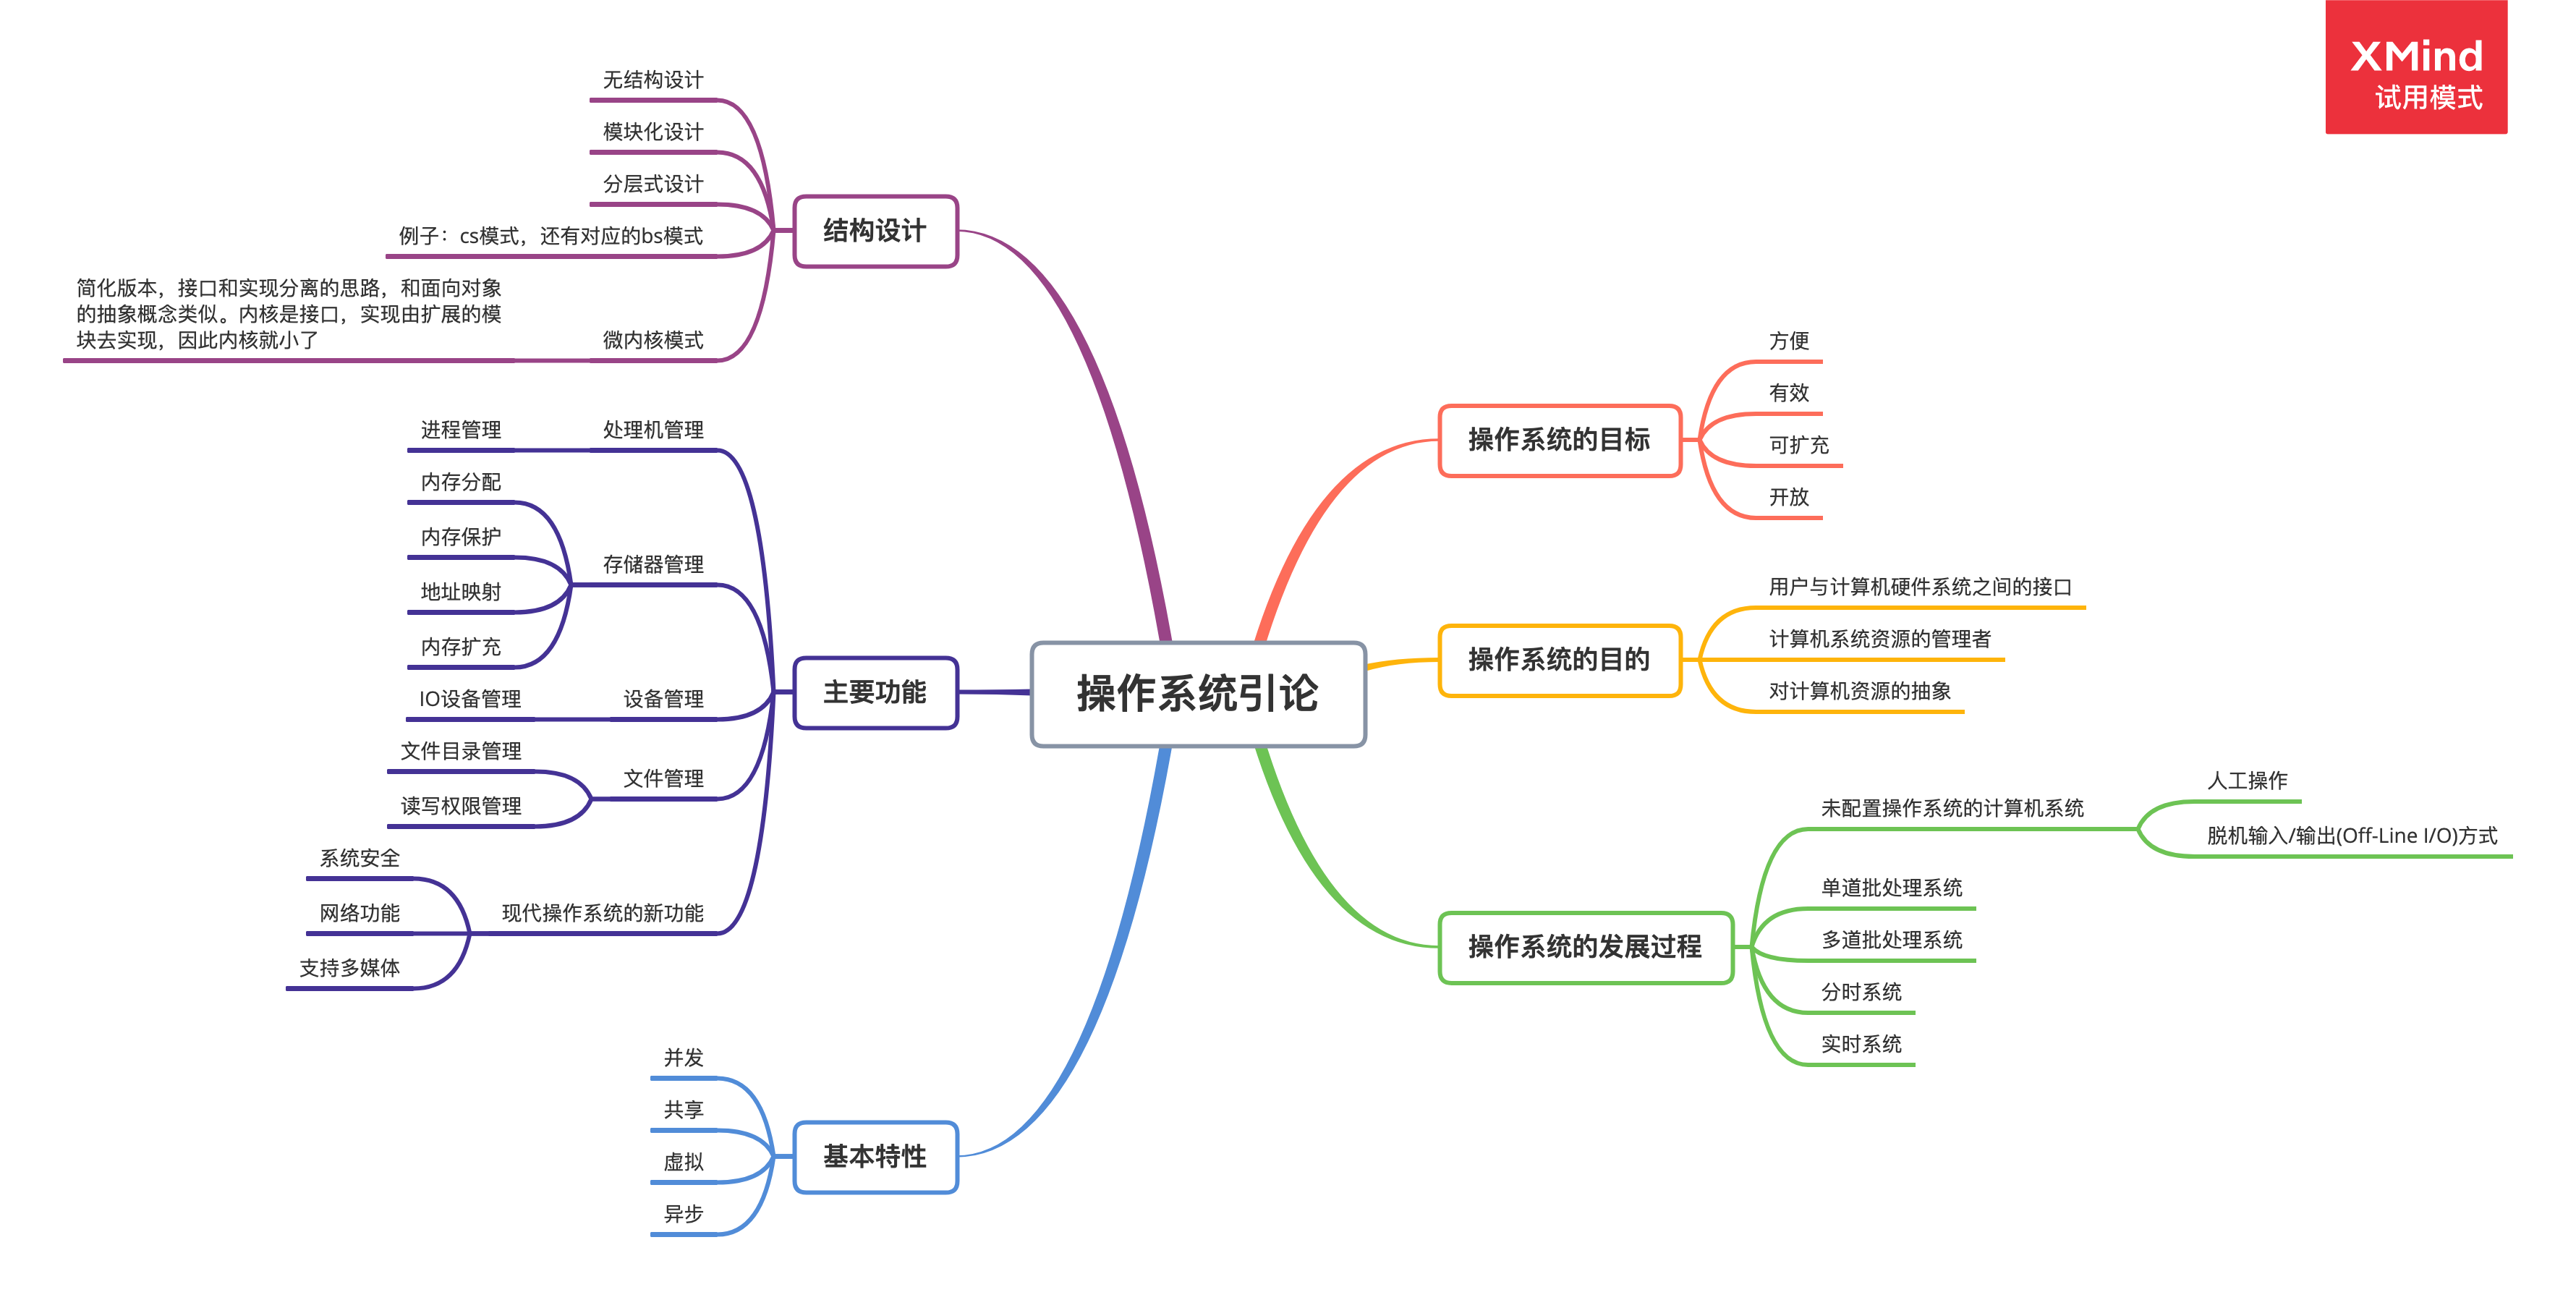 XMind
试用模式
操作系统引论
操作系统的目标
方便
有效
可扩充
开放
操作系统的目的
用户与计算机硬件系统之间的接口
计算机系统资源的管理者
对计算机资源的抽象
操作系统的发展过程
未配置操作系统的计算机系统
人工操作
脱机输入/输出(Off-Line I/O)方式
单道批处理系统
多道批处理系统
分时系统
实时系统
结构设计
无结构设计
模块化设计
分层式设计
例子：cs模式，还有对应的bs模式
微内核模式
简化版本，接口和实现分离的思路，和面向对象
的抽象概念类似。内核是接口，实现由扩展的模
块去实现，因此内核就小了
主要功能
处理机管理
进程管理
存储器管理
内存分配
内存保护
地址映射
内存扩充
设备管理
IO设备管理
文件管理
文件目录管理
读写权限管理
现代操作系统的新功能
系统安全
网络功能
支持多媒体
基本特性
并发
共享
虚拟
异步